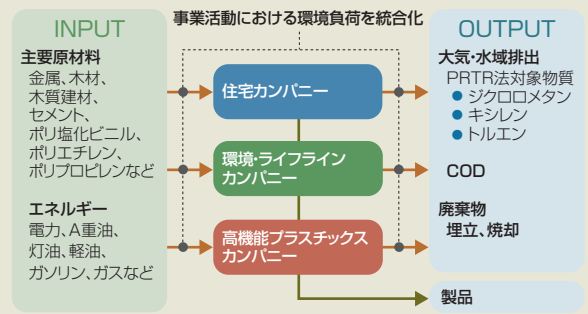 事業活動における環境負荷を統合化
INPUT
主要原材料
金属、木材、
木質建材、
セメント、
ポリ塩化ビニル、
ポリエチレン、
ポリプロピレンなど
エネルギー
電力、A重油、
灯油、軽油、
ガソリン、ガスなど
住宅カンパニー
環境・ライフライン
カンパニー
高機能プラスチックス
カンパニー
OUTPUT
大気・水域排出
PRTR法対象物質
● ジクロロメタン
● キシレン
● トルエン
COD
廃棄物
埋立、焼却
製品